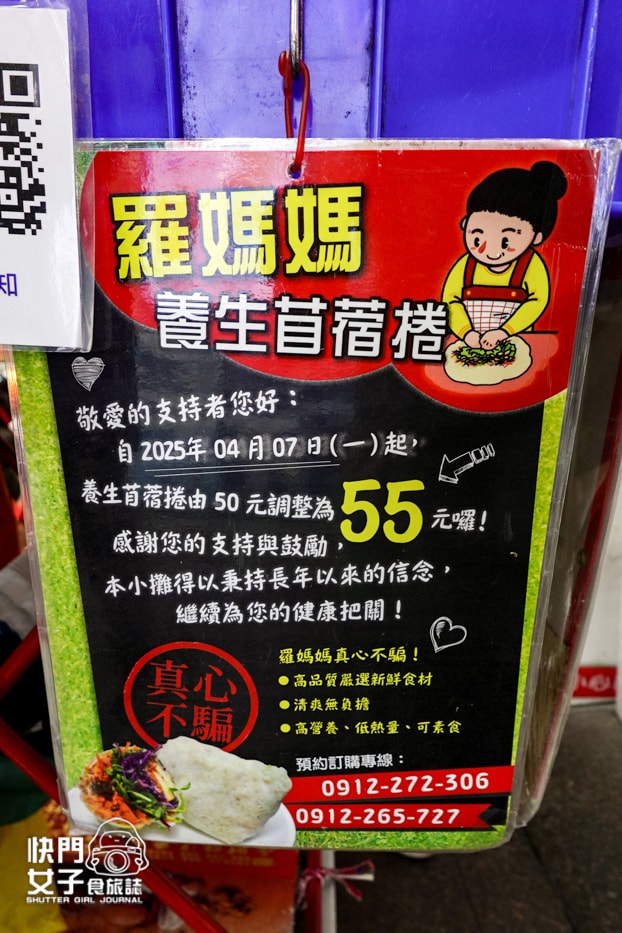 知
羅媽媽
養生苜蓿捲
敬愛的支持者您好：
自 2025年 04 月 07 日(一)起，
養生苜蓿捲由 50 元調整為 55 元囉！
感謝您的支持與鼓勵，
本小攤得以秉持長年以來的信念，
繼續為您的健康把關！
羅媽媽真心不騙！
●高品質嚴選新鮮食材
●清爽無負擔
●高營養、低熱量、可素食
真心
不騙
預約訂購專線：
0912-272-306
0912-265-727
快門
女子食旅誌
SHUTTER GIRL JOURNAL